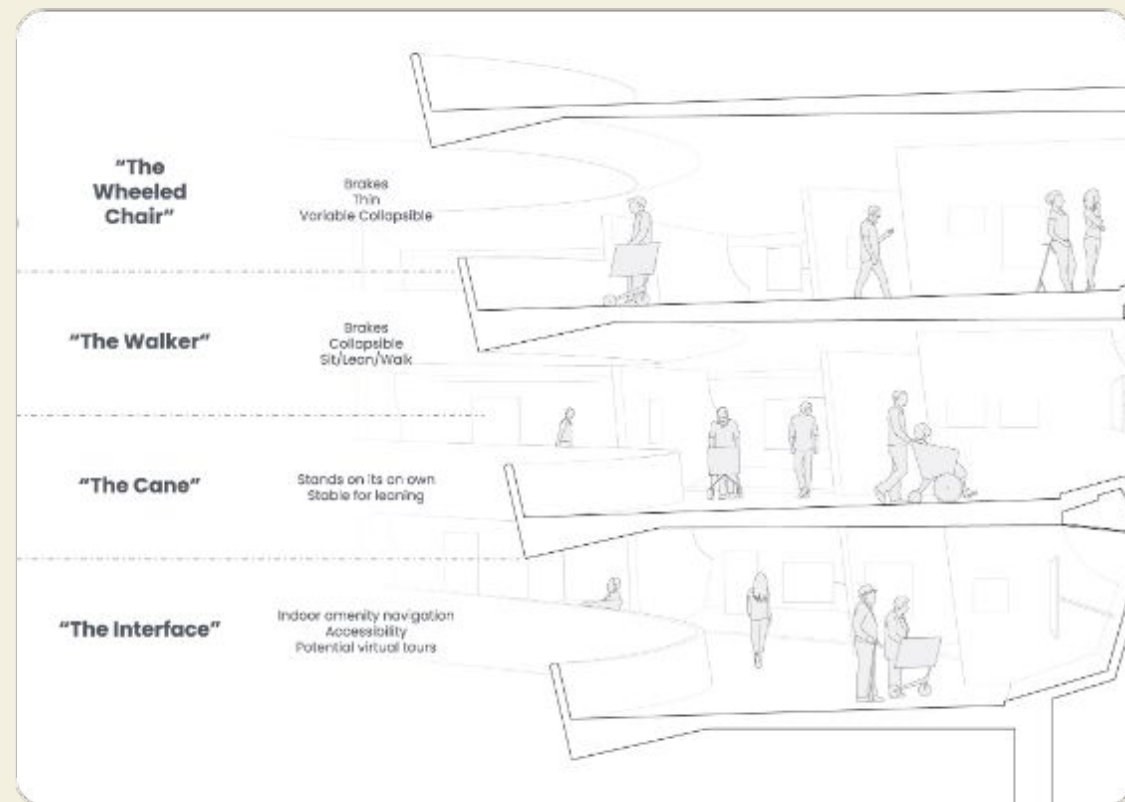 “The
Wheeled
Chair”
Brakes
Thin
Variable Collapsible
“The Walker”
Brakes
Collapsible
Sit/Lean/Walk
“The Cane”
Stands on its an own
Stable for leaning
“The Interface”
Indoor amenity navigation
Accessibility
Potential virtual tours